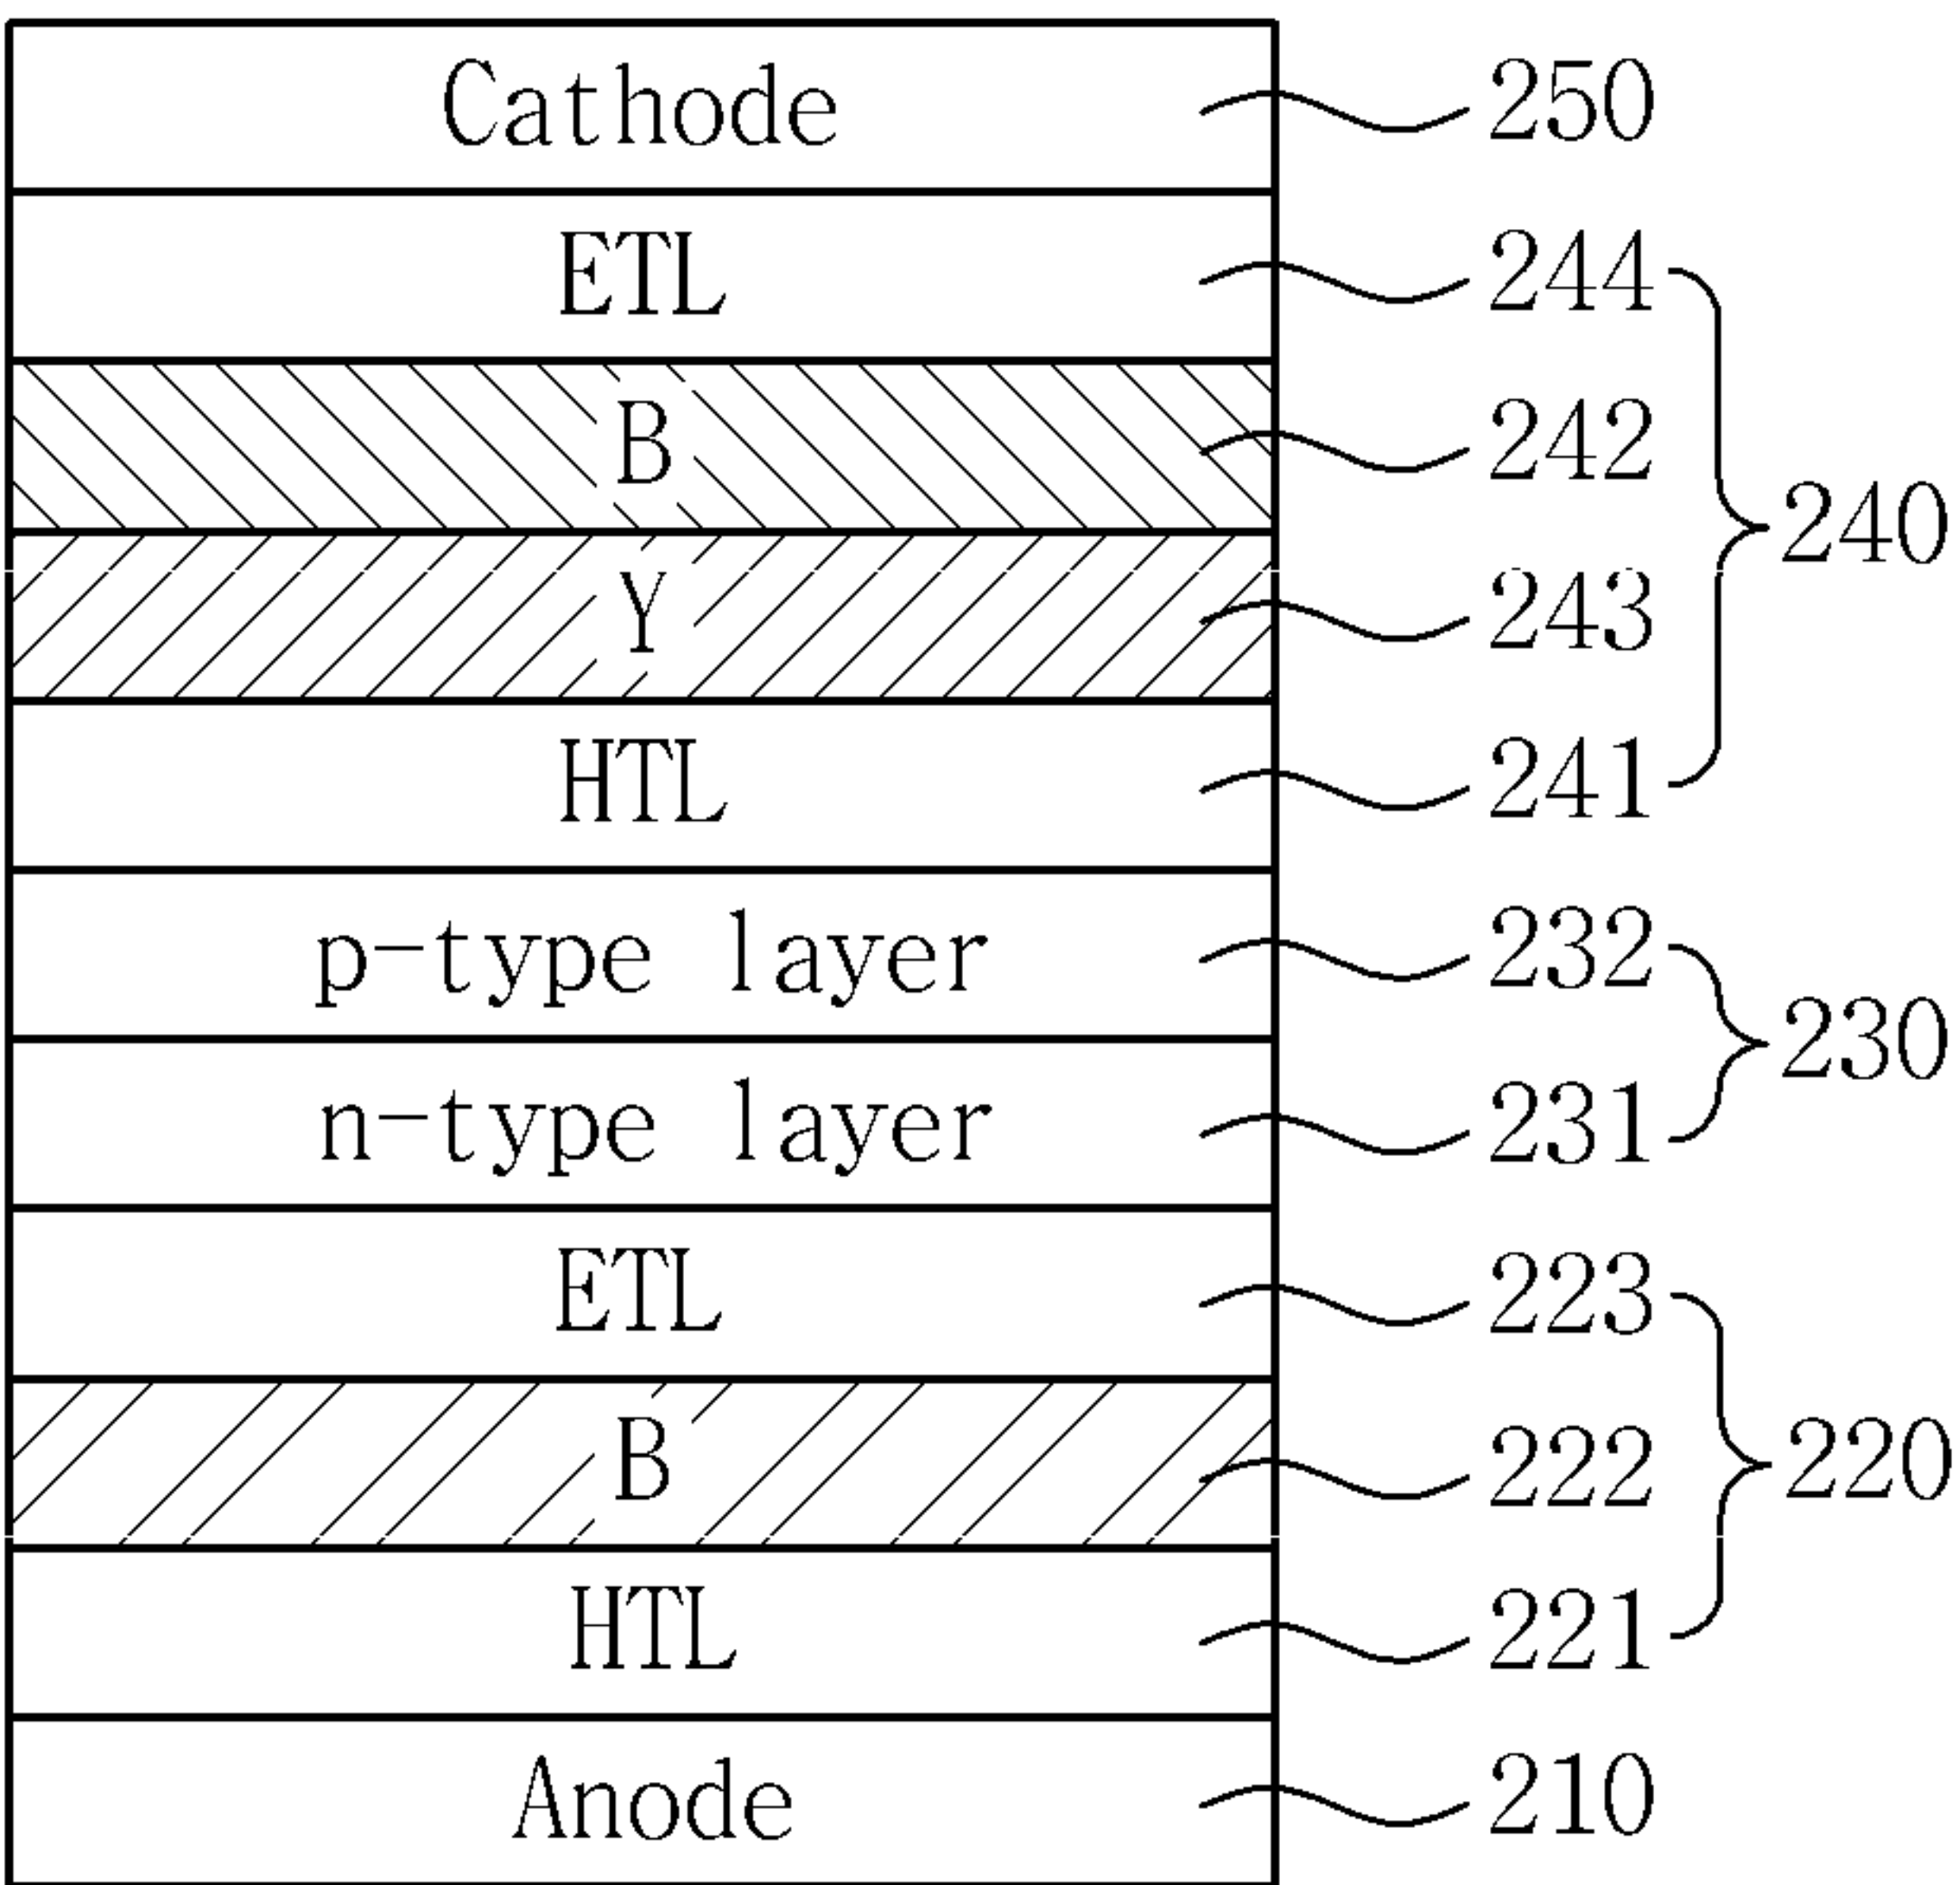 Cathode 250
ETL 244
B 242
240
Y 243
HTL 241
p-type layer 232
230
n-type layer 231
ETL 223
B 222
220
HTL 221
Anode 210